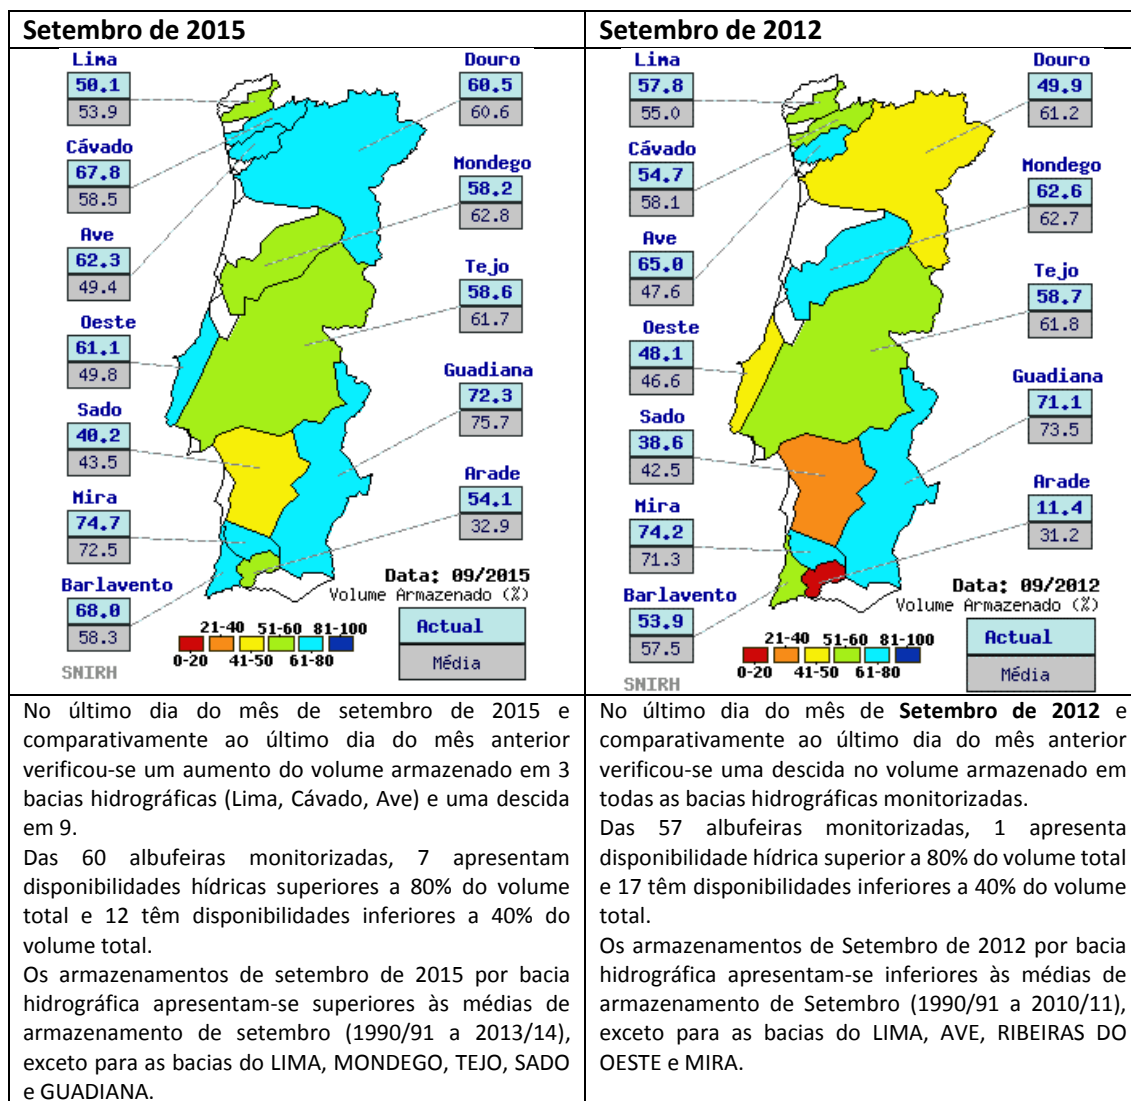 Setembro de 2015
Lima
50.1
53.9
Douro
60.5
60.6
Cávado
67.8
58.5
Mondego
58.2
62.8
Ave
62.3
49.4
Tejo
58.6
61.7
Oeste
61.1
49.8
Guadiana
72.3
75.7
Sado
40.2
43.5
Arade
54.1
32.9
Mira
74.7
72.5
Barlavento
68.0
58.3
Data: 09/2015
Volume Armazenado (%)
21-40 51-60 81-100
0-20 41-50 61-80
Actual
Média
SNIRH
No último dia do mês de setembro de 2015 e
comparativamente ao último dia do mês anterior
verificou-se um aumento do volume armazenado em 3
bacias hidrográficas (Lima, Cávado, Ave) e uma descida
em 9.
Das 60 albufeiras monitorizadas, 7 apresentam
disponibilidades hídricas superiores a 80% do volume
total e 12 têm disponibilidades inferiores a 40% do
volume total.
Os armazenamentos de setembro de 2015 por bacia
hidrográfica apresentam-se superiores às médias de
armazenamento de setembro (1990/91 a 2013/14),
exceto para as bacias do LIMA, MONDEGO, TEJO, SADO
e GUADIANA.
Setembro de 2012
Lima
57.8
55.0
Douro
49.9
61.2
Cávado
54.7
58.1
Mondego
62.6
62.7
Ave
65.0
47.6
Tejo
58.7
61.8
Oeste
48.1
46.6
Guadiana
71.1
73.5
Sado
38.6
42.5
Arade
11.4
31.2
Mira
74.2
71.3
Barlavento
53.9
57.5
Data: 09/2012
Volume Armazenado (%)
21-40 51-60 81-100
0-20 41-50 61-80
Actual
Média
SNIRH
No último dia do mês de Setembro de 2012 e
comparativamente ao último dia do mês anterior
verificou-se uma descida no volume armazenado em
todas as bacias hidrográficas monitorizadas.
Das 57 albufeiras monitorizadas, 1 apresenta
disponibilidade hídrica superior a 80% do volume total
e 17 têm disponibilidades inferiores a 40% do volume
total.
Os armazenamentos de Setembro de 2012 por bacia
hidrográfica apresentam-se inferiores às médias de
armazenamento de Setembro (1990/91 a 2010/11),
exceto para as bacias do LIMA, AVE, RIBEIRAS DO
OESTE e MIRA.